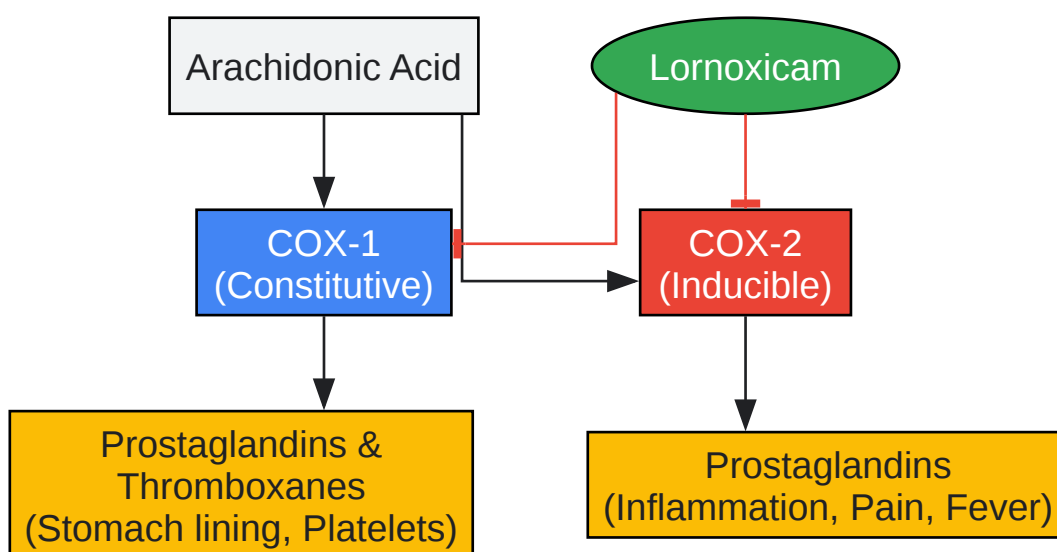 Arachidonic Acid
Lornoxicam
COX-1
(Constitutive)
COX-2
(Inducible)
Prostaglandins &
Thromboxanes
(Stomach lining, Platelets)
Prostaglandins
(Inflammation, Pain, Fever)